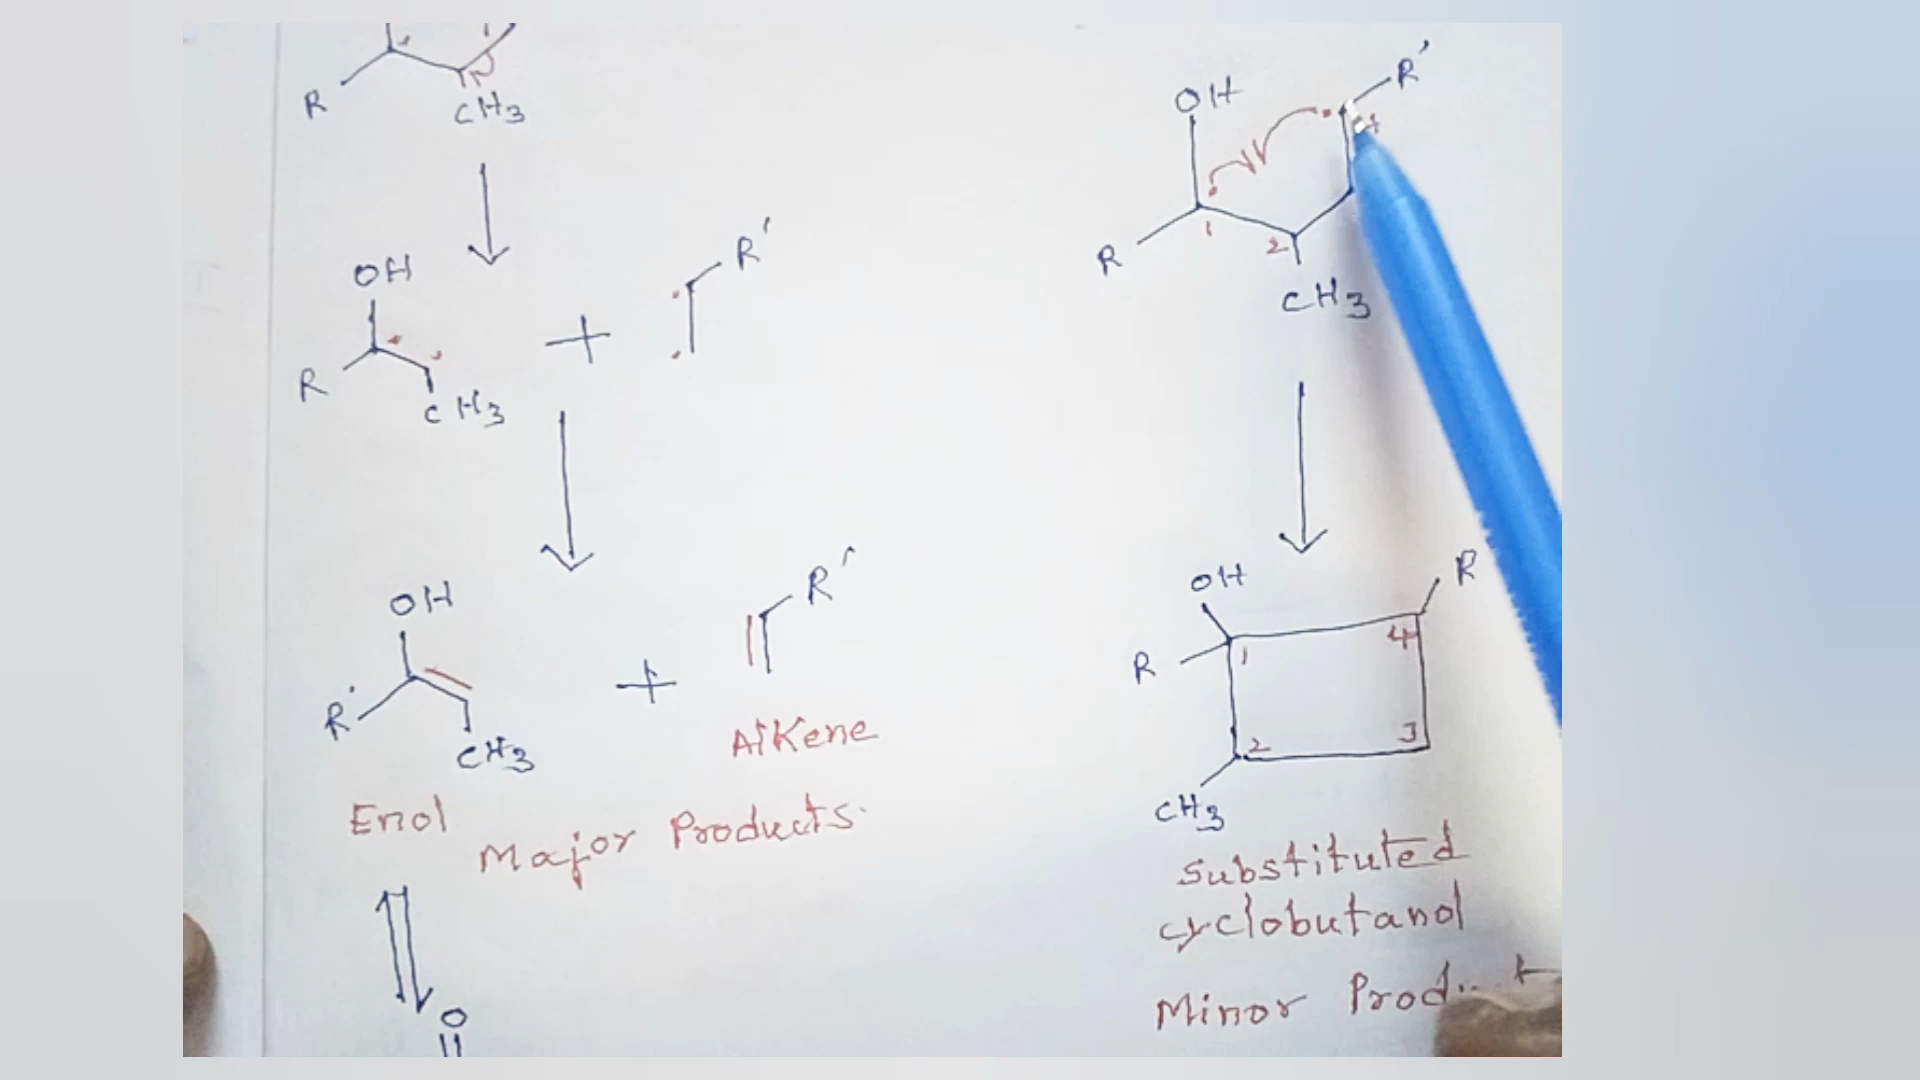 R
CH3
OH
R
CH3
+
R'
OH
R
CH3
Enol
+
R'
Alkene
Major Products.
O
OH
R'
R
1
2
CH3
OH
R
R
1
4
2
3
CH3
Substituted
cyclobutanol
Minor